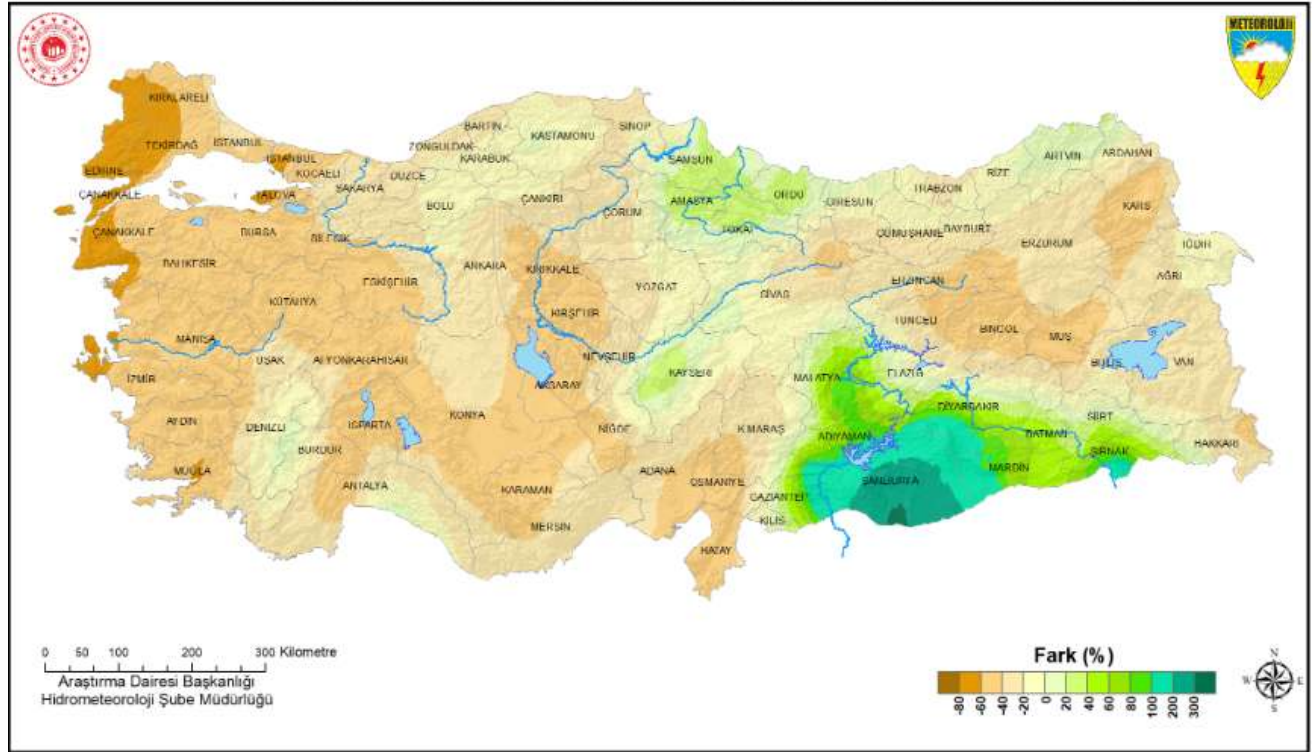 METEOROLOJİ
KIRKLARELİ
TEKİRDAĞ
İSTANBUL
EDİRNE
ÇANAKKALE
İSTANBUL
KOCAELİ
YALOVA
SAKARYA
DÜZCE
ZONGULDAK
BARTIN
KARABÜK
KASTAMONU
SİNOP
SAMSUN
ORDU
AMASYA
TOKAT
ÇORUM
ÇANKIRI
BOLU
GİRESUN
TRABZON
RİZE
ARTVİN
ARDAHAN
KARS
GÜMÜŞHANE
BAYBURT
ERZURUM
IĞDIR
AĞRI
ÇANAKKALE
BURSA
BİLECİK
BALIKESİR
ESKİŞEHİR
ANKARA
KIRIKKALE
YOZGAT
SİVAS
ERZİNCAN
KÜTAHYA
KIRŞEHİR
TUNCELİ
BİNGÖL
MUŞ
MANİSA
UŞAK
AFYONKARAHİSAR
NEVŞEHİR
KAYSERİ
MALATYA
ELAZIĞ
BİTLİS
VAN
İZMİR
AKSARAY
AYDIN
DENİZLİ
ISPARTA
KONYA
NİĞDE
K.MARAŞ
ADIYAMAN
DİYARBAKIR
BATMAN
SİİRT
ŞIRNAK
HAKKARİ
MUĞLA
BURDUR
ANTALYA
KARAMAN
ADANA
OSMANİYE
GAZİANTEP
ŞANLIURFA
MARDİN
KİLİS
MERSİN
HATAY
0 50 100 200 300 Kilometre
Araştırma Dairesi Başkanlığı
Hidrometeoroloji Şube Müdürlüğü
Fark (%)
-80 -60 -40 -20 0 20 40 60 80 100 200 300
N
W E
S